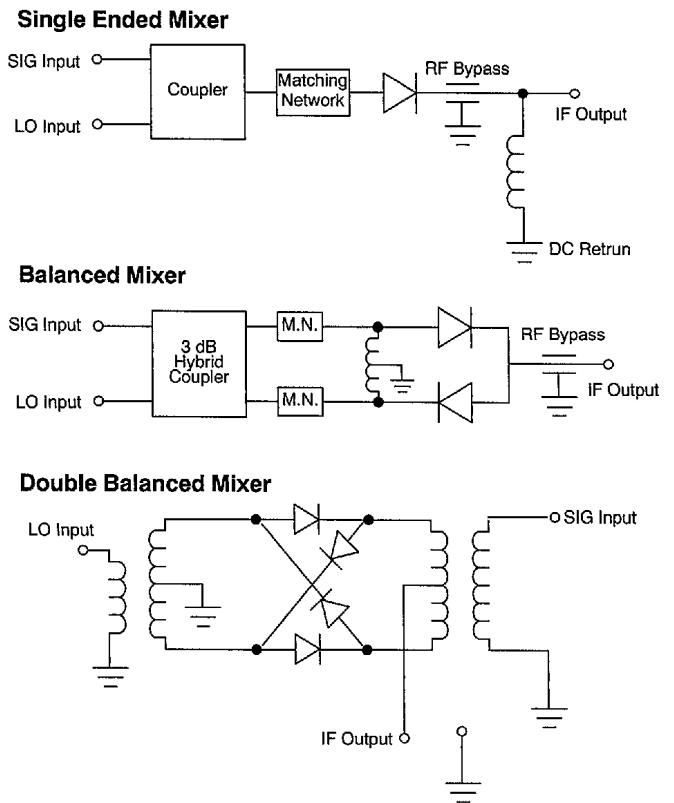 Single Ended Mixer
SIG Input
LO Input
Coupler
Matching
Network
RF Bypass
IF Output
DC Retrun
Balanced Mixer
SIG Input
LO Input
3 dB
Hybrid
Coupler
M.N.
M.N.
RF Bypass
IF Output
Double Balanced Mixer
LO Input
SIG Input
IF Output